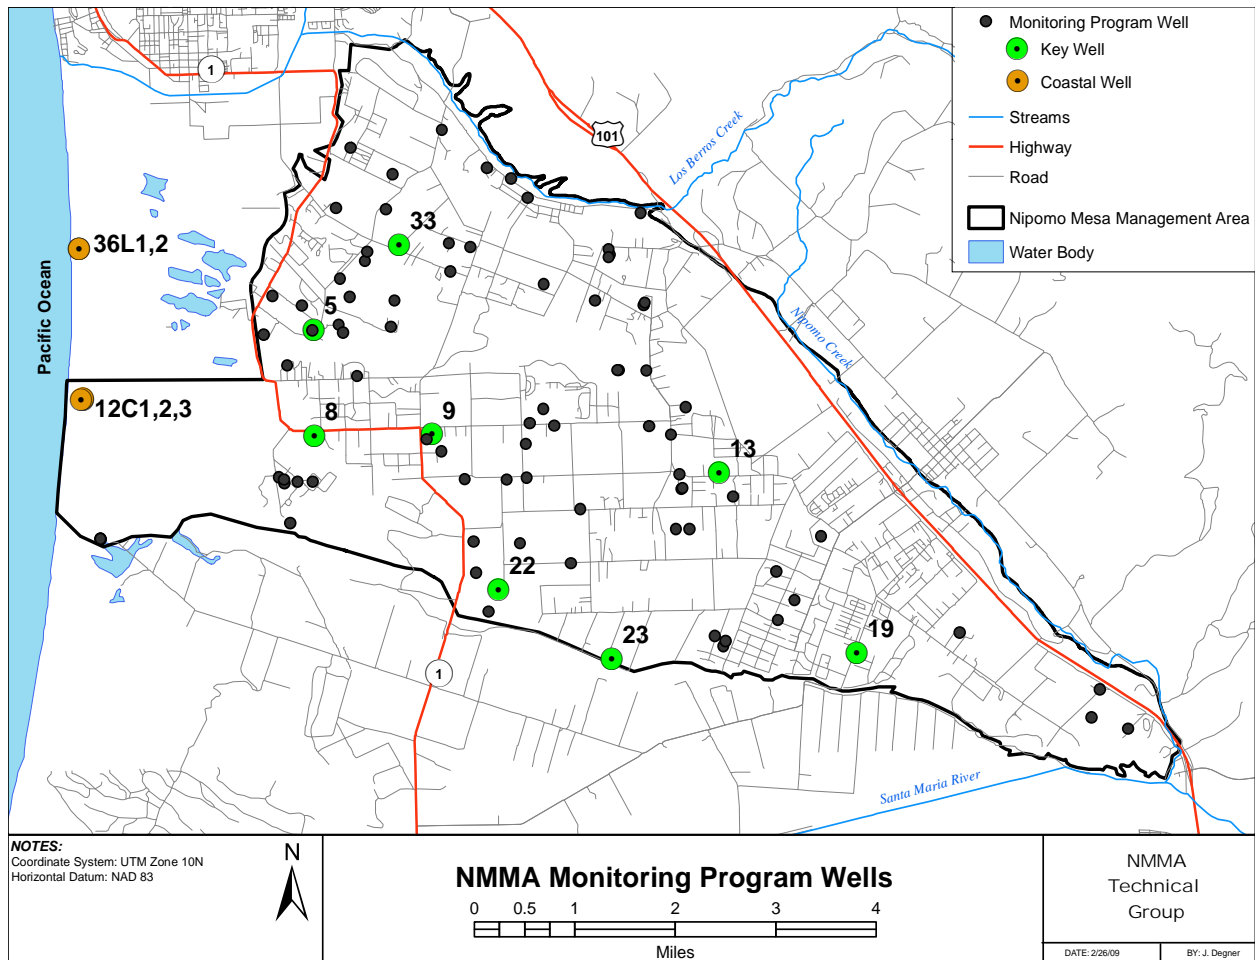 Monitoring Program Well
Key Well
Coastal Well
Streams
Highway
Road
Nipomo Mesa Management Area
Water Body
1
101
Los Berros Creek
33
36L1,2
Pacific Ocean
5
Nipomo Creek
12C1,2,3
8
9
13
22
23
19
1
Santa Maria River
NOTES:
Coordinate System: UTM Zone 10N
Horizontal Datum: NAD 83
N
NMMA Monitoring Program Wells
0 0.5 1 2 3 4
Miles
NMMA
Technical
Group
DATE: 2/26/09
BY: J. Degner